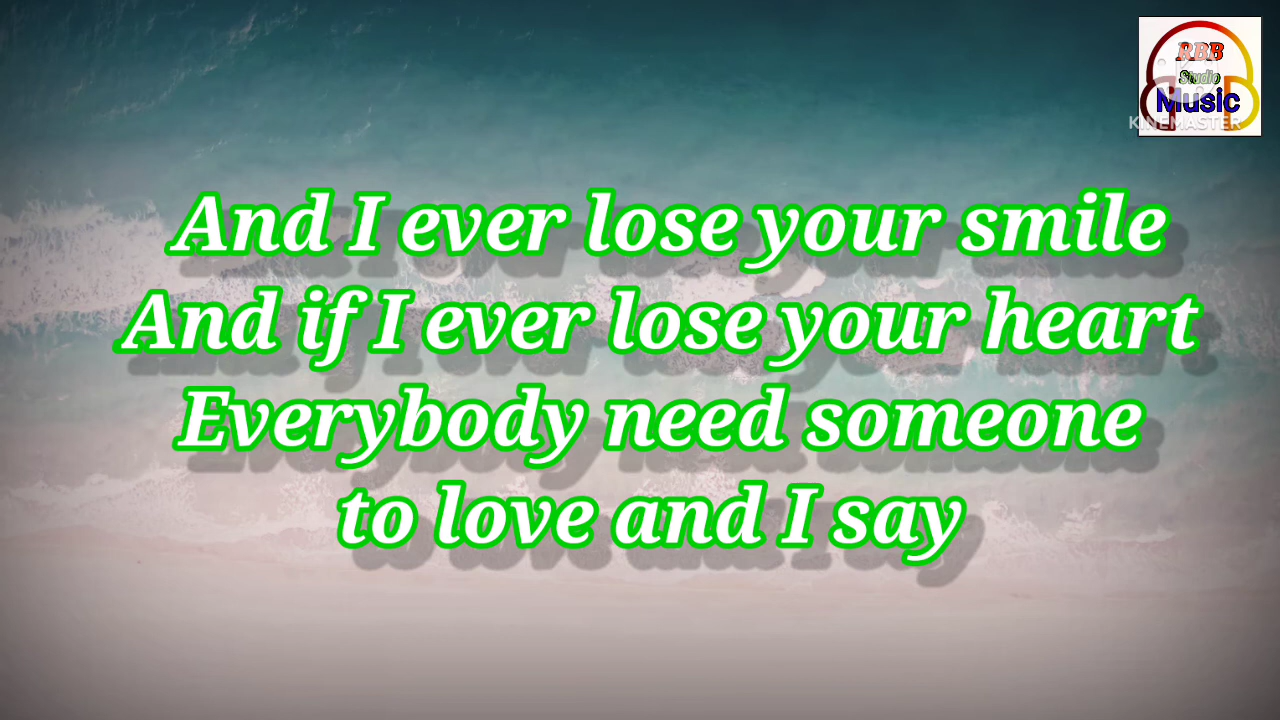 RBB
Studio
Music
KINEMASTER
And I ever lose your smile
And if I ever lose your heart
Everybody need someone
to love and I say